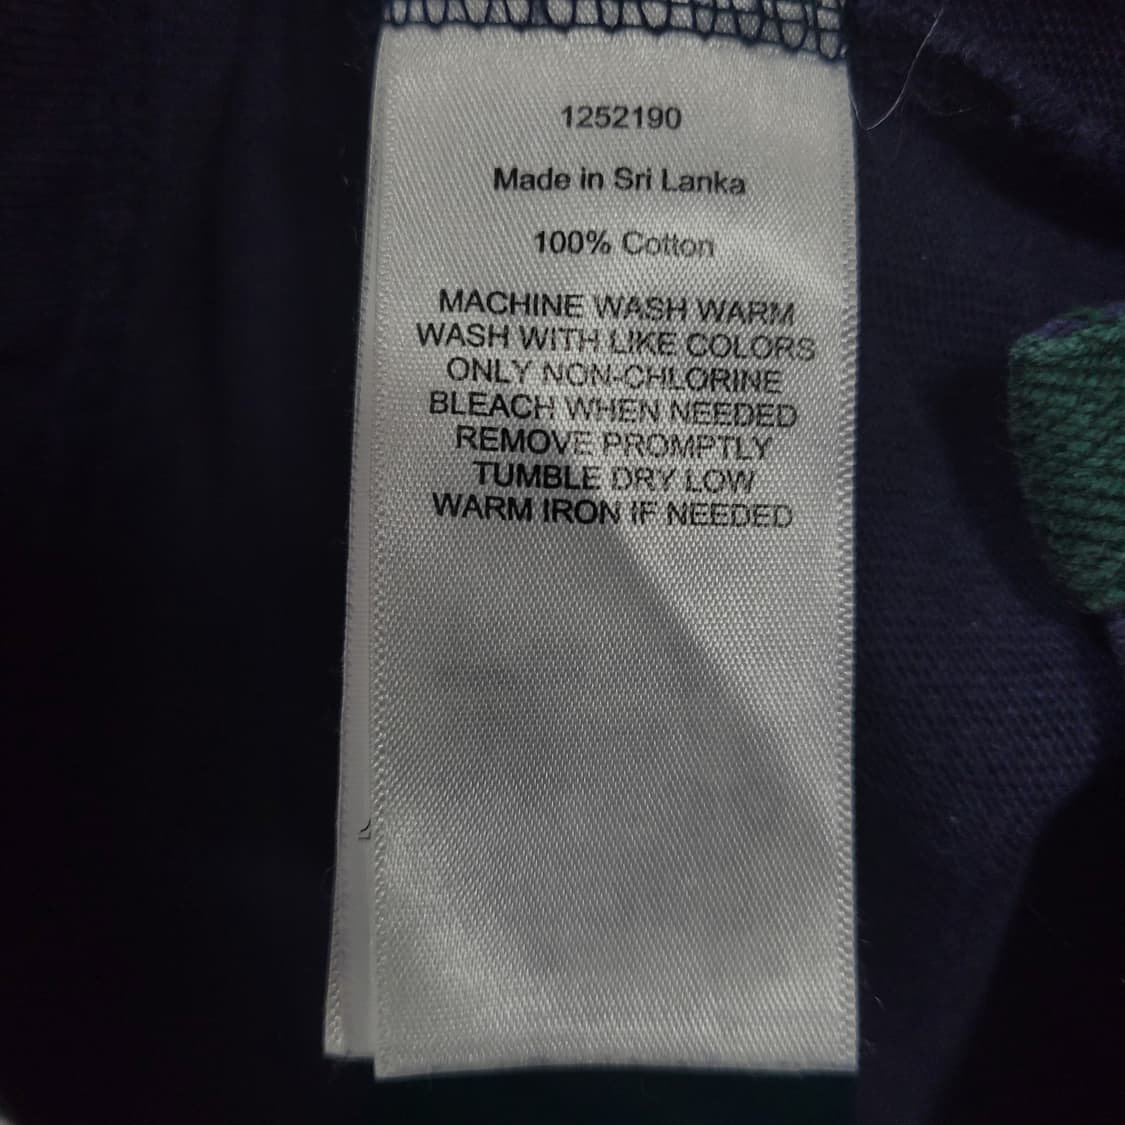 1252190
Made in Sri Lanka
100% Cotton
MACHINE WASH WARM
WASH WITH LIKE COLORS
ONLY NON-CHLORINE
BLEACH WHEN NEEDED
REMOVE PROMPTLY
TUMBLE DRY LOW
WARM IRON IF NEEDED